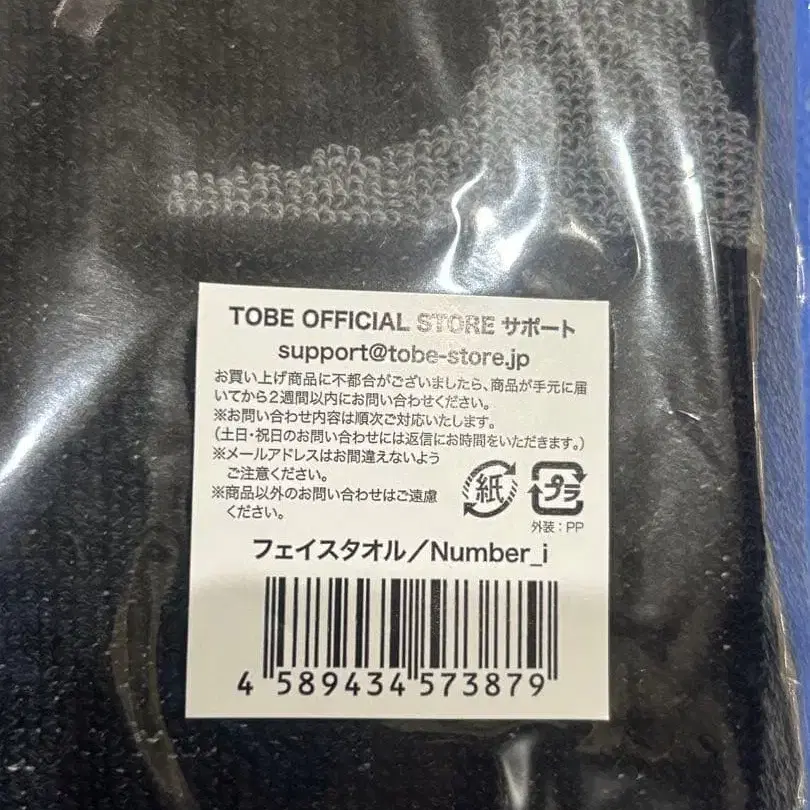 TOBE OFFICIAL STORE サポート
support@tobe-store.jp
お買い上げ商品に不都合がございましたら、商品が手元に届
いてから2週間以内にお問い合わせください。
※お問い合わせ内容は順次ご対応いたします。
(土日・祝日のお問い合わせには返信にお時間をいただきます。)
※メールアドレスはお間違えないよう
ご注意ください。
※商品以外のお問い合わせはご遠慮
ください。
紙
プラ
外装：PP
フェイスタオル／Number_i
4 589434 573879